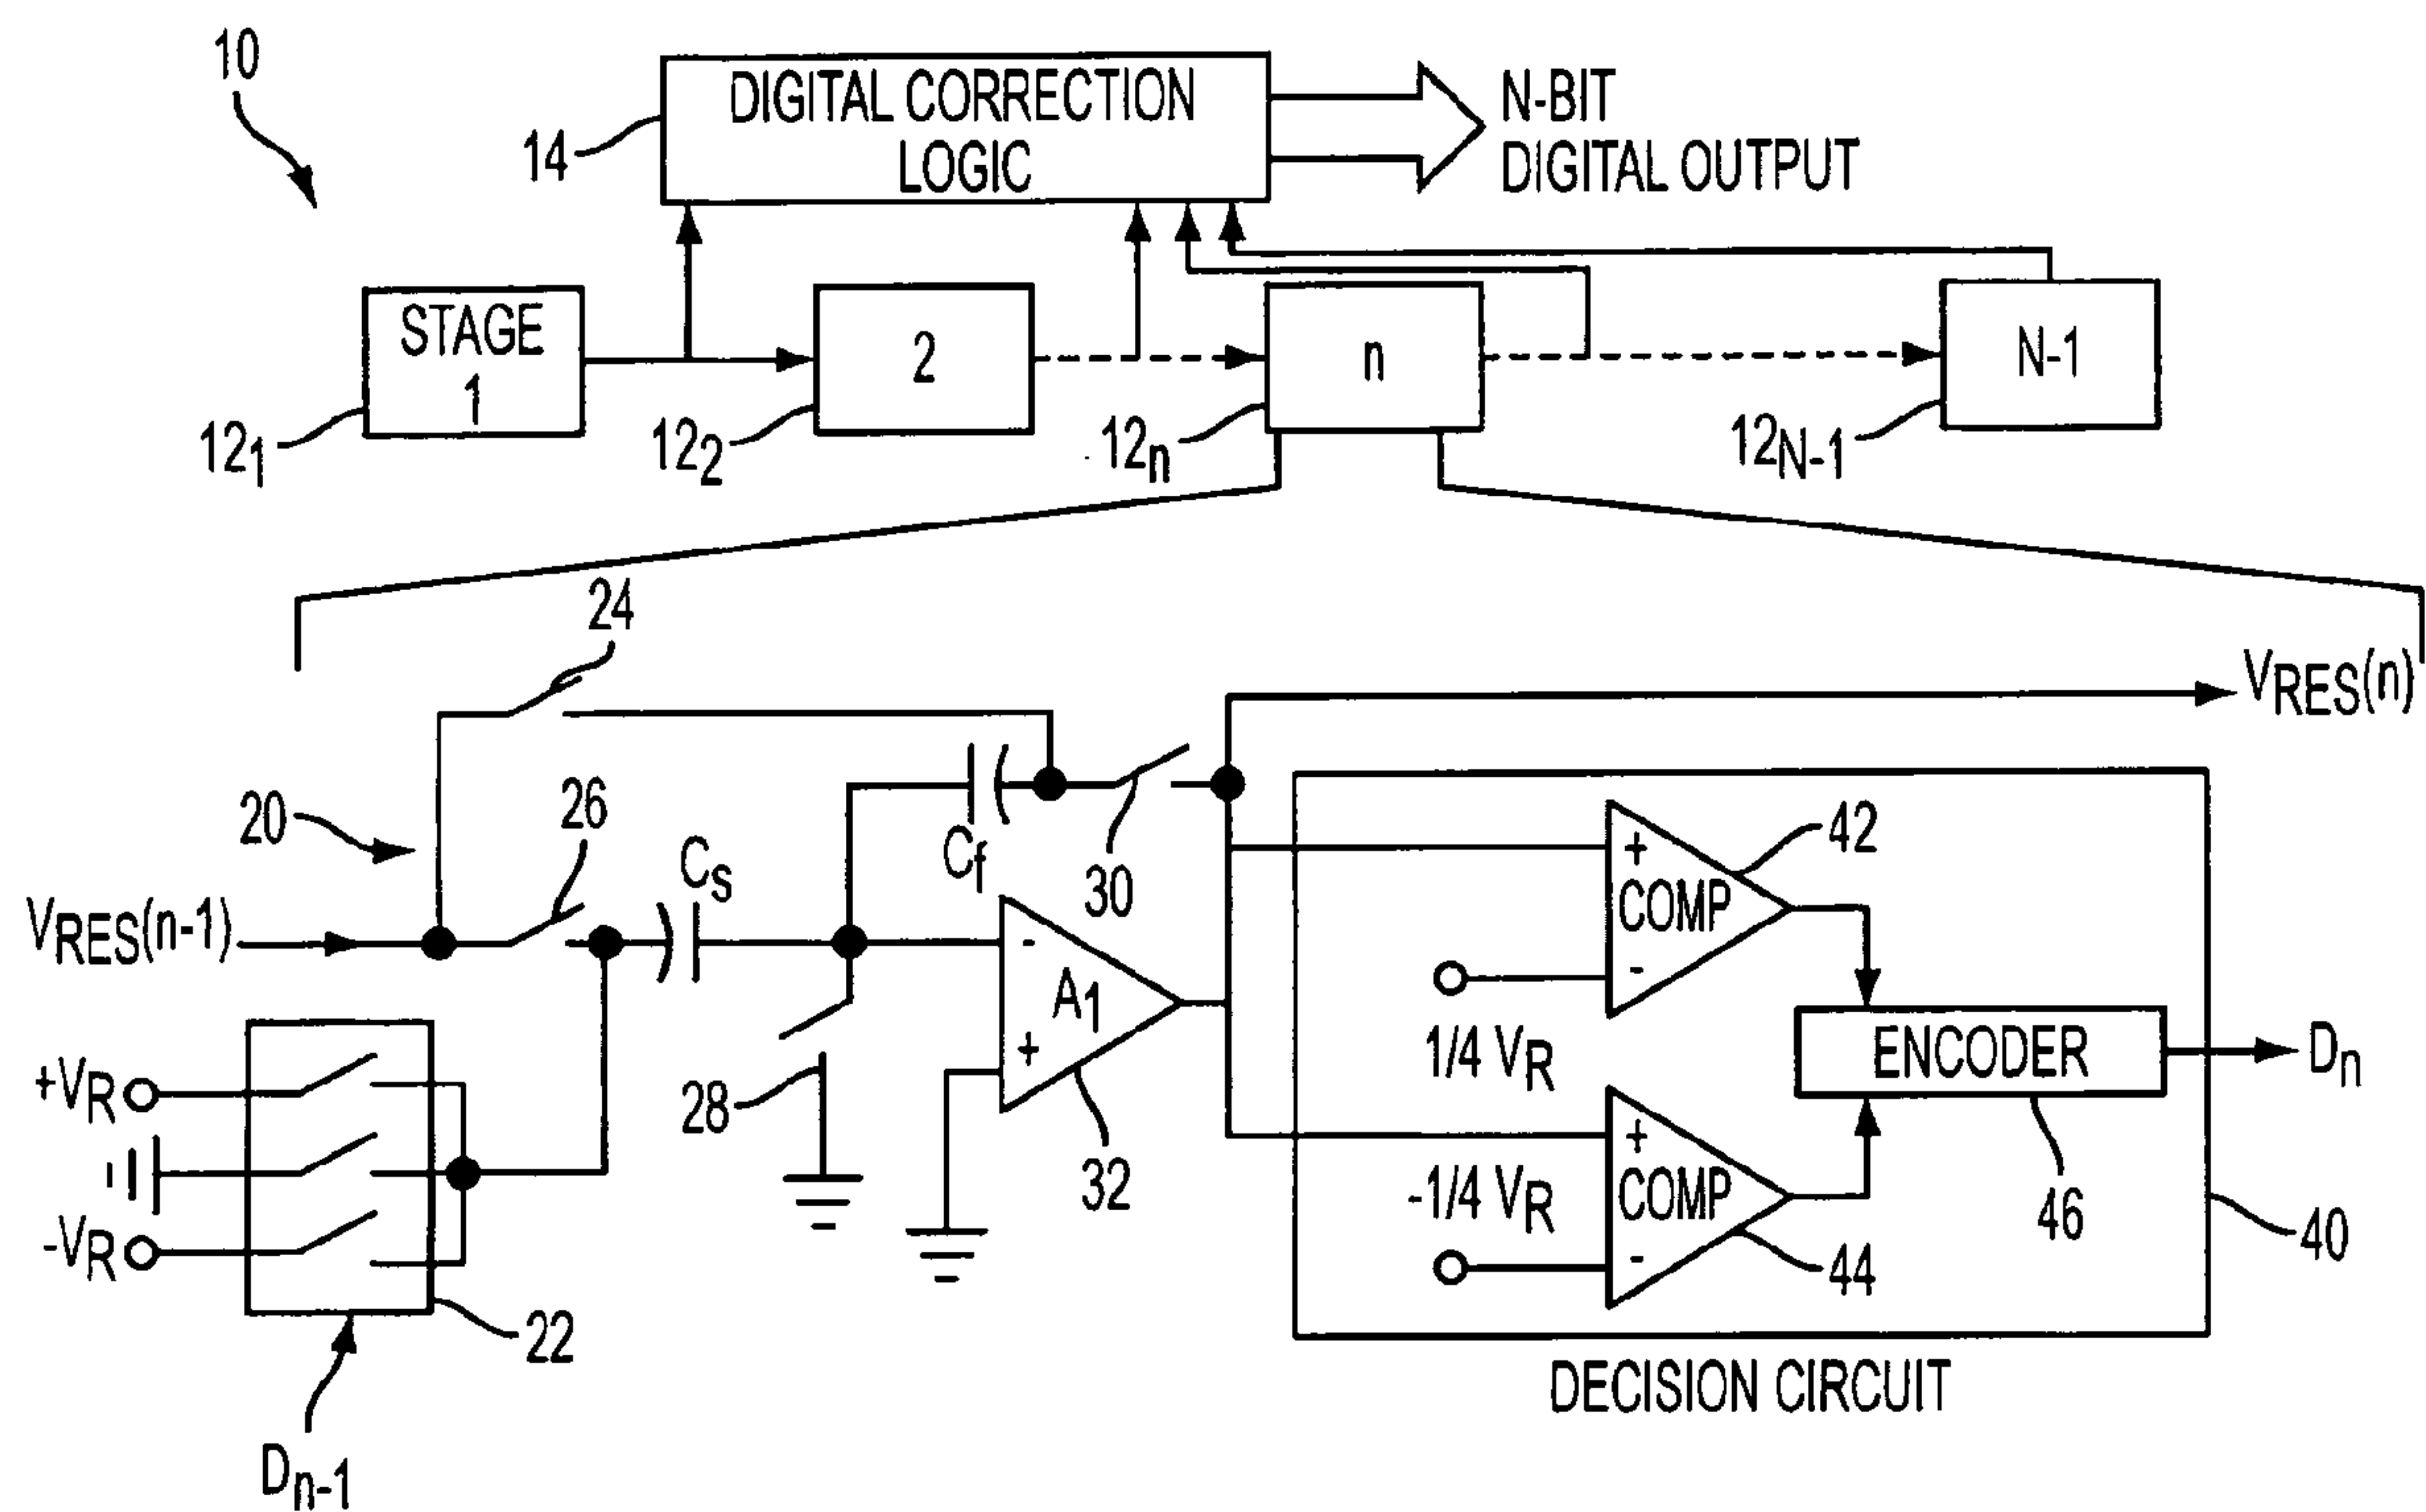 10
DIGITAL CORRECTION
LOGIC
14
N-BIT
DIGITAL OUTPUT
STAGE
1
2
n
N-1
12₁
12₂
12ₙ
12N-1
24
VRES(n)
20
26
Cs
Cf
30
42
+
COMP
-
VRES(n-1)
-
A1
+
28
32
1/4 VR
ENCODER
Dn
+VR
-VR
22
Dn-1
-1/4 VR
+
COMP
-
44
46
40
DECISION CIRCUIT